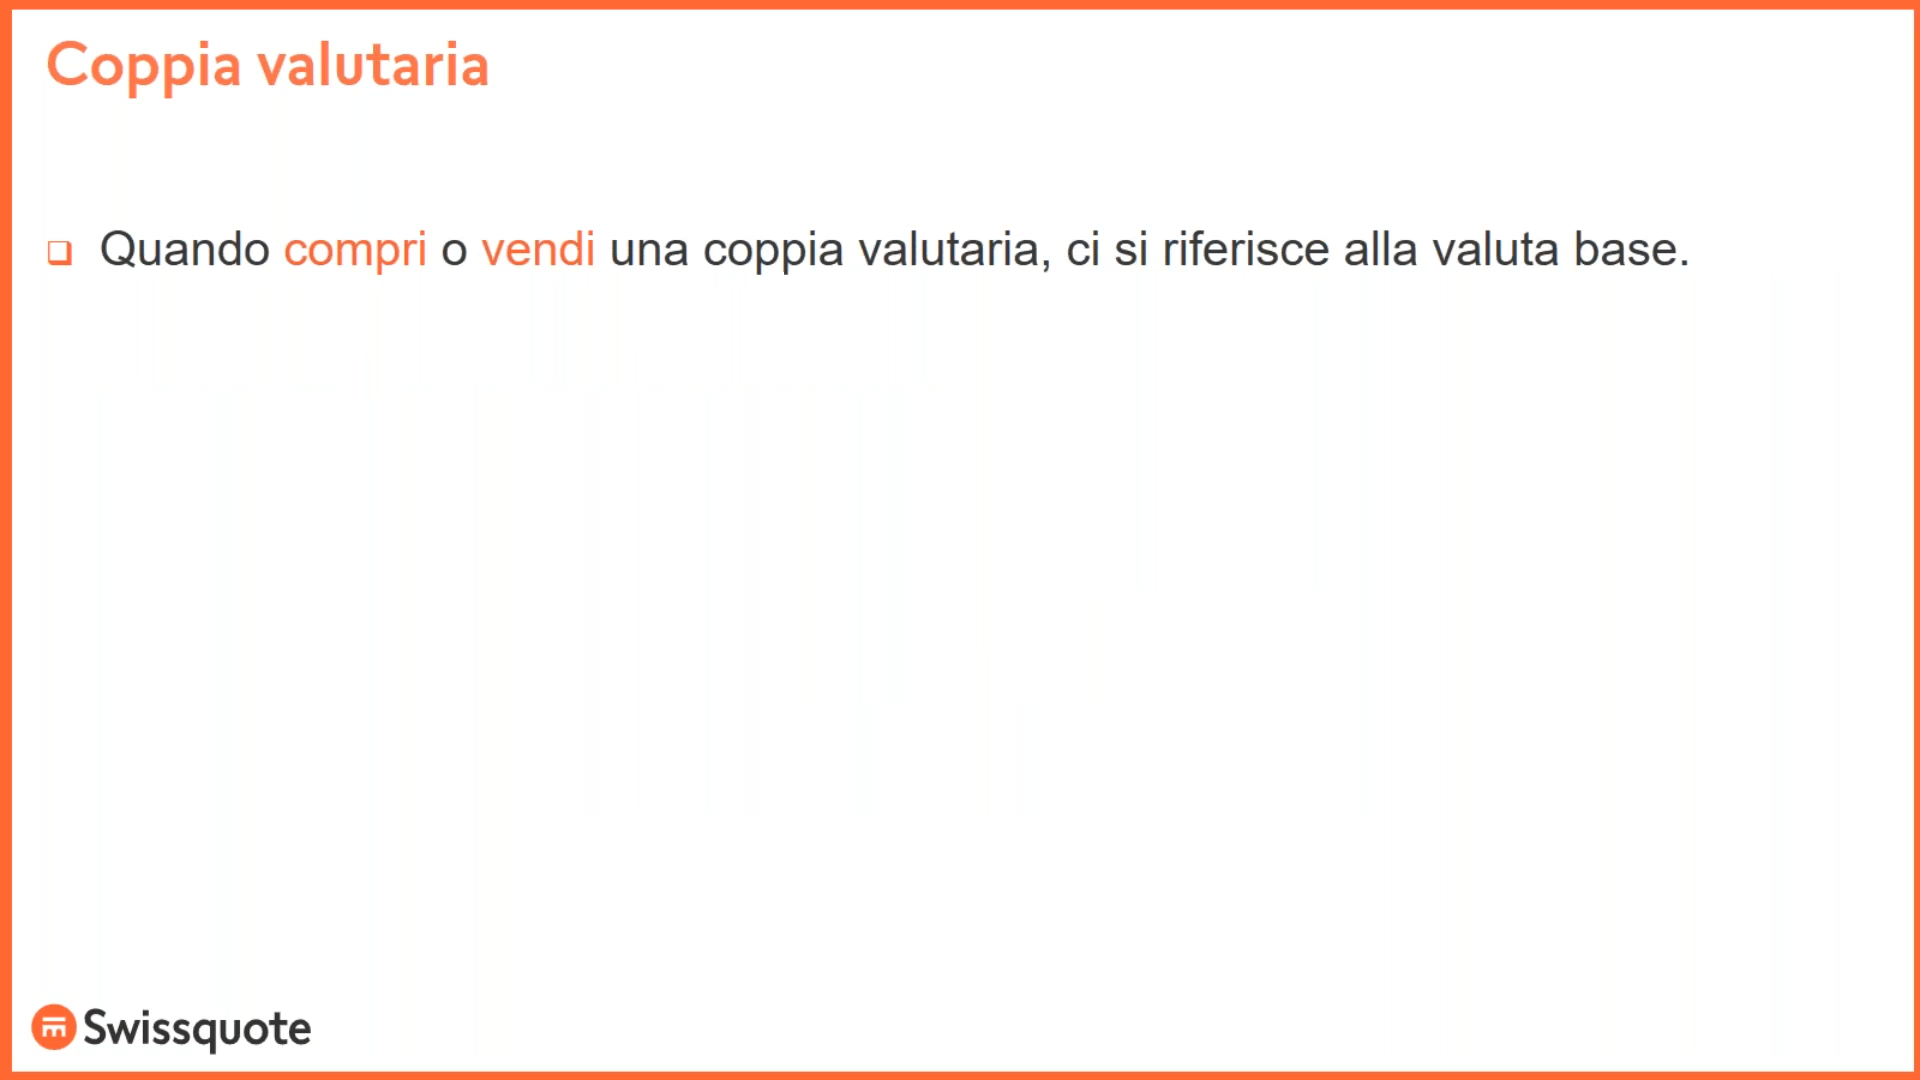 Coppia valutaria
Quando compri o vendi una coppia valutaria, ci si riferisce alla valuta base.
Swissquote